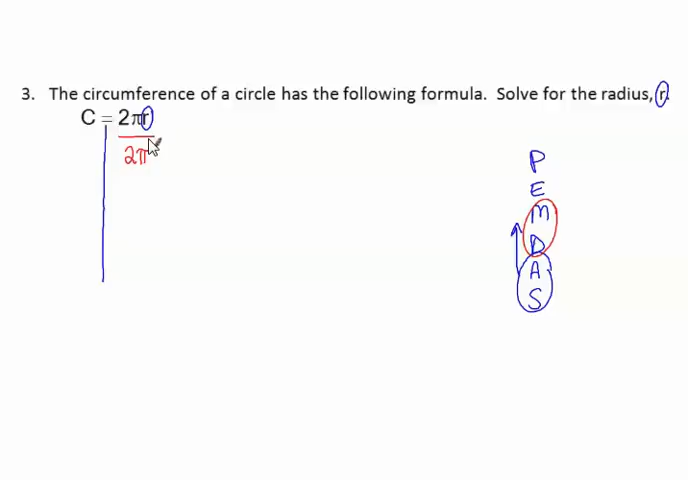 3. The circumference of a circle has the following formula. Solve for the radius, r.
C = 2πr
2π
P
E
M
D
A
S